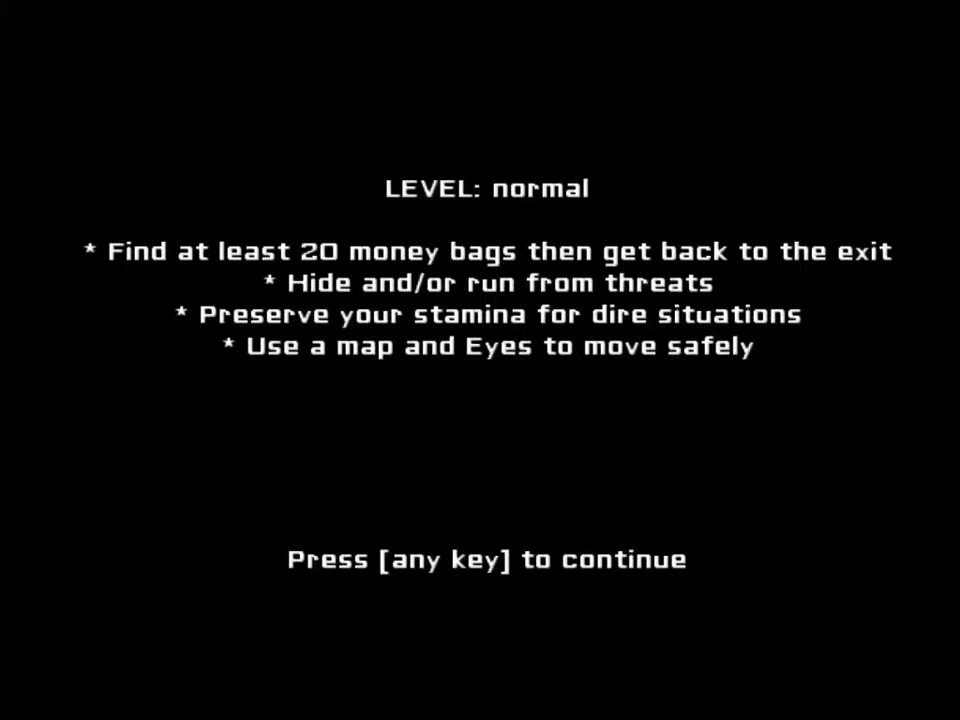 LEVEL: normal
* Find at least 20 money bags then get back to the exit
* Hide and/or run from threats
* Preserve your stamina for dire situations
* Use a map and Eyes to move safely
Press [any key] to continue